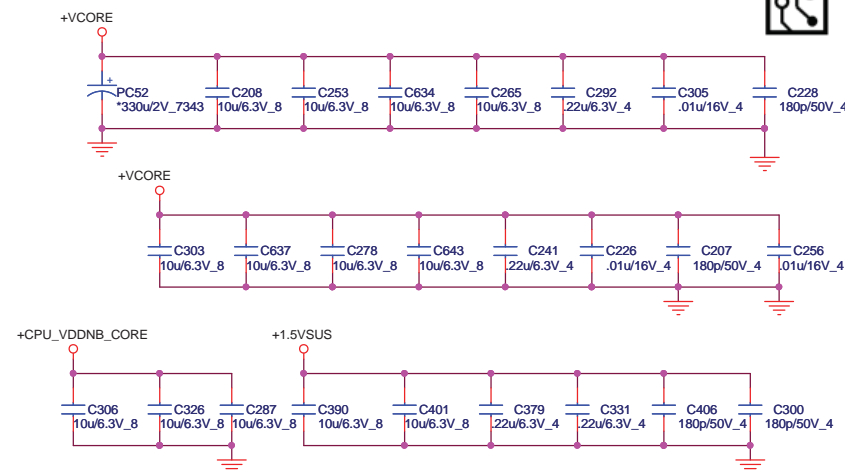 +VCORE
+
PC52 C208 C253 C634 C265 C292 C305 C228
*330u/2V_7343 10u/6.3V_8 10u/6.3V_8 10u/6.3V_8 10u/6.3V_8 .22u/6.3V_4 .01u/16V_4 180p/50V_4
+VCORE
C303 C637 C278 C643 C241 C226 C207 C256
10u/6.3V_8 10u/6.3V_8 10u/6.3V_8 10u/6.3V_8 .22u/6.3V_4 .01u/16V_4 180p/50V_4 .01u/16V_4
+CPU_VDDNB_CORE +1.5VSUS
C306 C326 C287 C390 C401 C379 C331 C406 C300
10u/6.3V_8 10u/6.3V_8 10u/6.3V_8 10u/6.3V_8 10u/6.3V_8 .22u/6.3V_4 .22u/6.3V_4 180p/50V_4 180p/50V_4